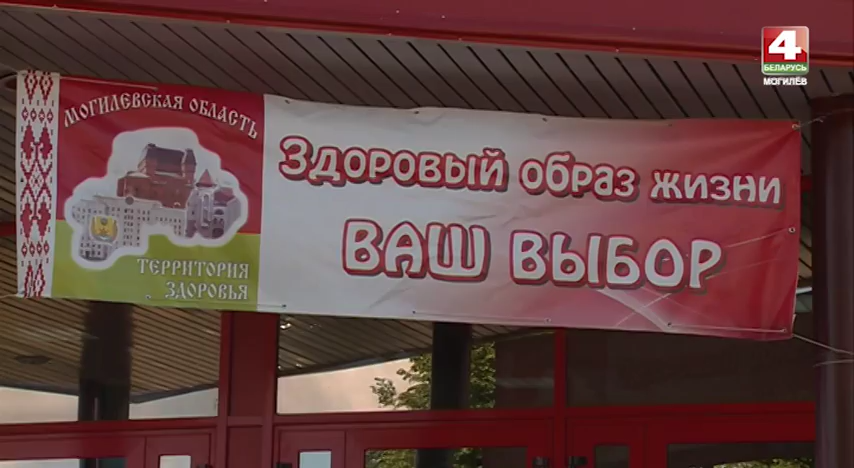 4
БЕЛАРУСЬ
МОГИЛЁВ
МОГИЛЕВСКАЯ ОБЛАСТЬ
ТЕРРИТОРИЯ
ЗДОРОВЬЯ
ЗДОРОВЫЙ ОБРАЗ ЖИЗНИ
ВАШ ВЫБОР